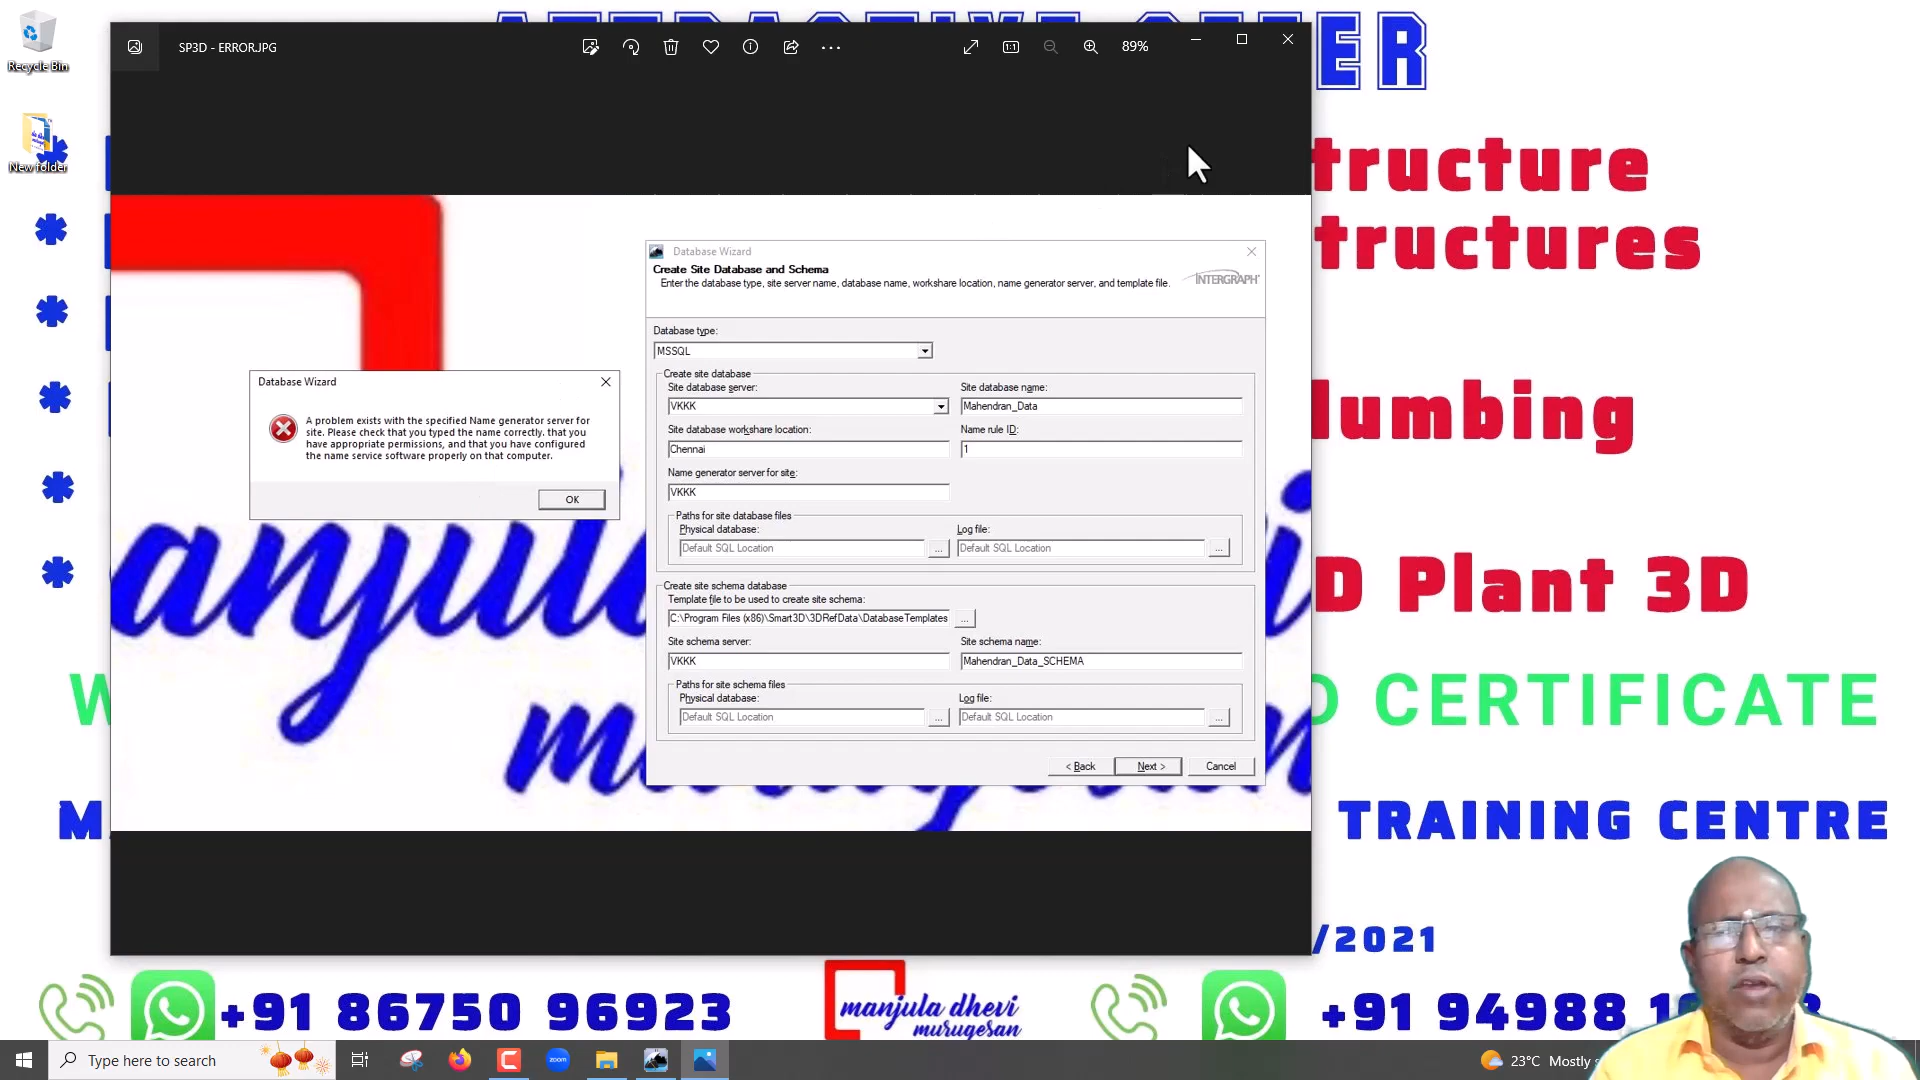 ATTRACTIVE OFFER
Recycle Bin
New folder
SP3D - ERROR.JPG
89%
tructure
tructures
lumbing
D Plant 3D
D CERTIFICATE
TRAINING CENTRE
/2021
Database Wizard
A problem exists with the specified Name generator server for
site. Please check that you typed the name correctly. that you
have appropriate permissions, and that you have configured
the name service software properly on that computer.
OK
Database Wizard
Create Site Database and Schema
Enter the database type, site server name, database name, workshare location, name generator server, and template file.
INTERGRAPH
Database type:
MSSQL
Create site database
Site database server:
Site database name:
VKKK
Mahendran_Data
Site database workshare location:
Name rule ID:
Chennai
1
Name generator server for site:
VKKK
Paths for site database files
Physical database:
Log file:
Default SQL Location
...
Default SQL Location
...
Create site schema database
Template file to be used to create site schema:
C:\Program Files (x86)\Smart3D\3DRefData\DatabaseTemplates
...
Site schema server:
Site schema name:
VKKK
Mahendran_Data_SCHEMA
Paths for site schema files
Physical database:
Log file:
Default SQL Location
...
Default SQL Location
...
< Back
Next >
Cancel
+91 86750 96923
manjula dhevi
murugesan
+91 94988 1
Type here to search
zoom
23°C Mostly